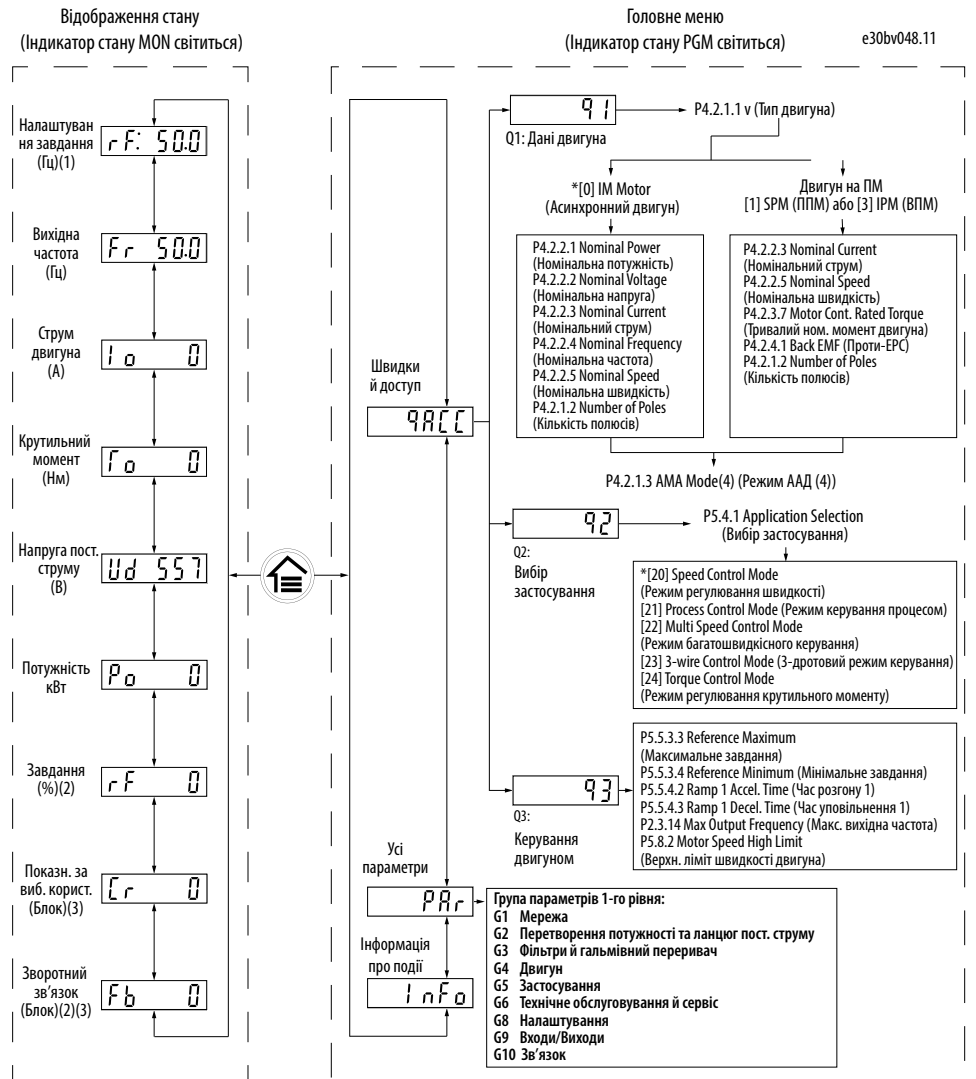 Відображення стану
(Індикатор стану MON світиться)
Головне меню
(Індикатор стану PGM світиться)
e30bv048.11
Налаштуван
ня завдання
(Гц)(1)
rF: 50.0
Вихідна
частота
(Гц)
Fr 50.0
Струм
двигуна
(A)
Io 0
Крутильний
момент
(Нм)
To 0
Напруга пост.
струму
(В)
Ud 557
Потужність
кВт
Po 0
Завдання
(%)(2)
rF 0
Показн. за
виб. корист.
(Блок)(3)
Cr 0
Зворотний
зв'язок
(Блок)(2)(3)
Fb 0
Швидки
й доступ
qACC
q1
Q1: Дані двигуна
P4.2.1.1 v (Тип двигуна)
*[0] IM Motor
(Асинхронний двигун)
Двигун на ПМ
[1] SPM (ППМ) або [3] IPM (ВПМ)
P4.2.2.1 Nominal Power
(Номінальна потужність)
P4.2.2.2 Nominal Voltage
(Номінальна напруга)
P4.2.2.3 Nominal Current
(Номінальний струм)
P4.2.2.4 Nominal Frequency
(Номінальна частота)
P4.2.2.5 Nominal Speed
(Номінальна швидкість)
P4.2.1.2 Number of Poles
(Кількість полюсів)
P4.2.2.3 Nominal Current
(Номінальний струм)
P4.2.2.5 Nominal Speed
(Номінальна швидкість)
P4.2.3.7 Motor Cont. Rated Torque
(Тривалий ном. момент двигуна)
P4.2.4.1 Back EMF (Проти-ЕРС)
P4.2.1.2 Number of Poles
(Кількість полюсів)
P4.2.1.3 AMA Mode(4) (Режим ААД (4))
q2
Q2:
Вибір
застосування
P5.4.1 Application Selection
(Вибір застосування)
*[20] Speed Control Mode
(Режим регулювання швидкості)
[21] Process Control Mode (Режим керування процесом)
[22] Multi Speed Control Mode
(Режим багатошвидкісного керування)
[23] 3-wire Control Mode (3-дротовий режим керування)
[24] Torque Control Mode
(Режим регулювання крутильного моменту)
q3
Q3:
Керування
двигуном
P5.5.3.3 Reference Maximum
(Максимальне завдання)
P5.5.3.4 Reference Minimum (Мінімальне завдання)
P5.5.4.2 Ramp 1 Accel. Time (Час розгону 1)
P5.5.4.3 Ramp 1 Decel. Time (Час уповільнення 1)
P2.3.14 Max Output Frequency (Макс. вихідна частота)
P5.8.2 Motor Speed High Limit
(Верхн. ліміт швидкості двигуна)
Усі
параметри
PAr
Інформація
про події
InFo
Група параметрів 1-го рівня:
G1 Мережа
G2 Перетворення потужності та ланцюг пост. струму
G3 Фільтри й гальмівний переривач
G4 Двигун
G5 Застосування
G6 Технічне обслуговування й сервіс
G8 Налаштування
G9 Входи/Виходи
G10 Зв'язок